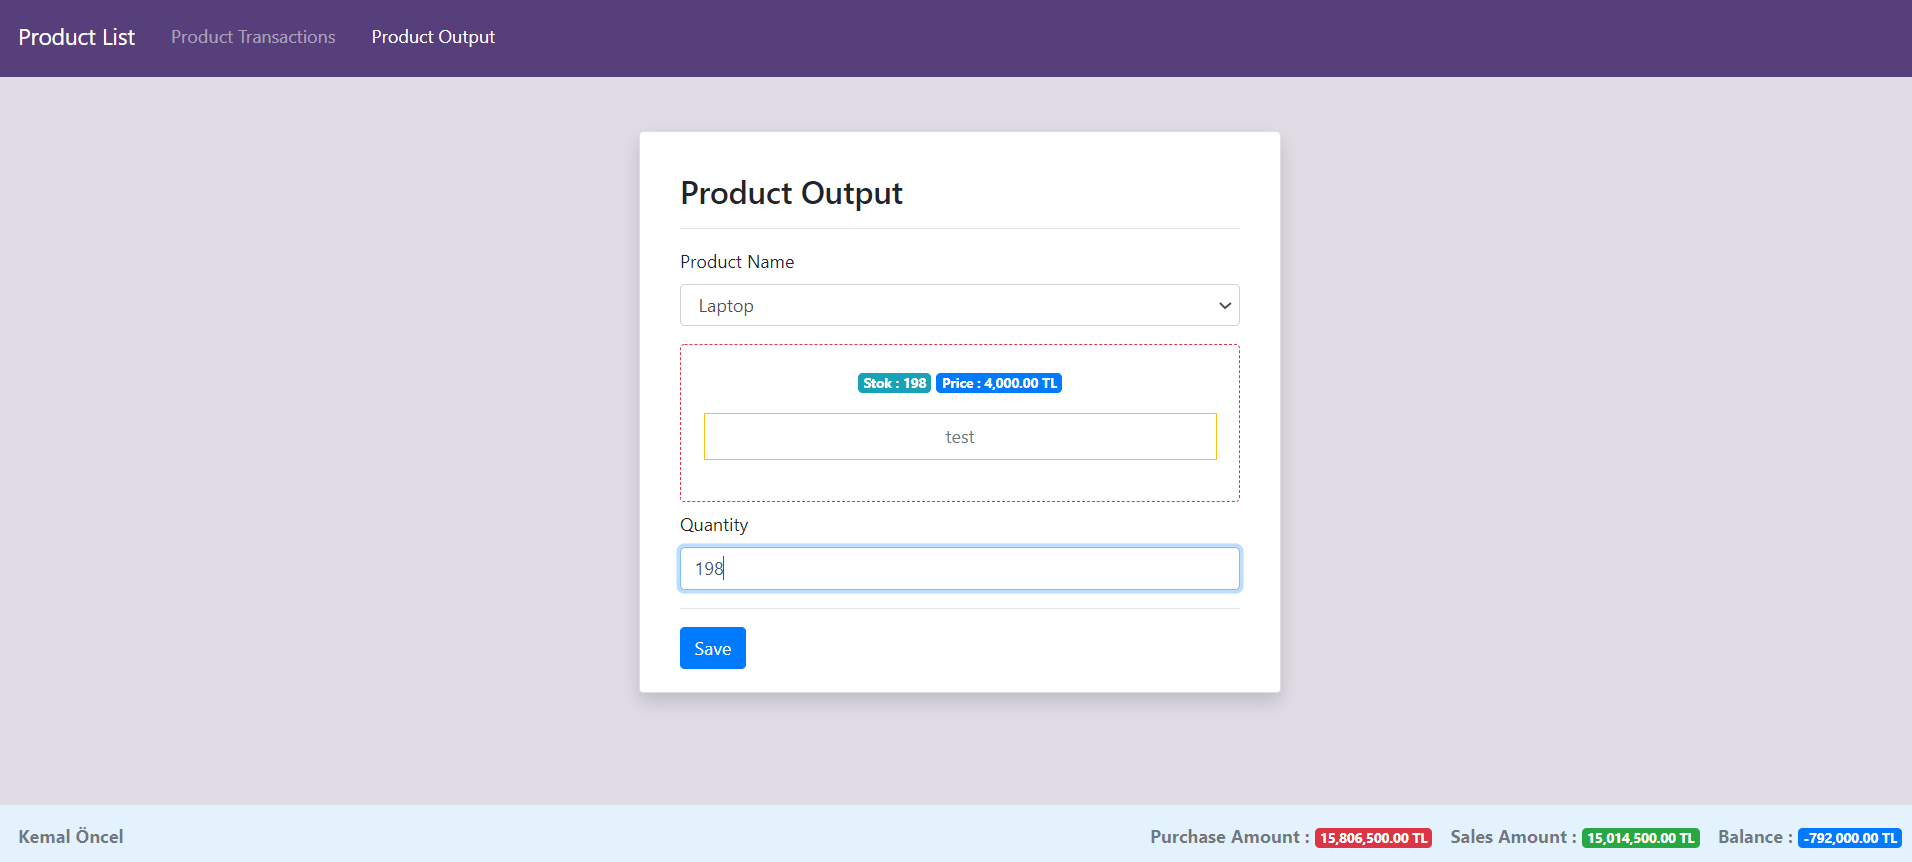 Product List Product Transactions Product Output
Product Output
Product Name
Laptop
Stok : 198 Price : 4,000.00 TL
test
Quantity
198
Save
Kemal Öncel Purchase Amount : 15,806,500.00 TL Sales Amount : 15,014,500.00 TL Balance : -792,000.00 TL